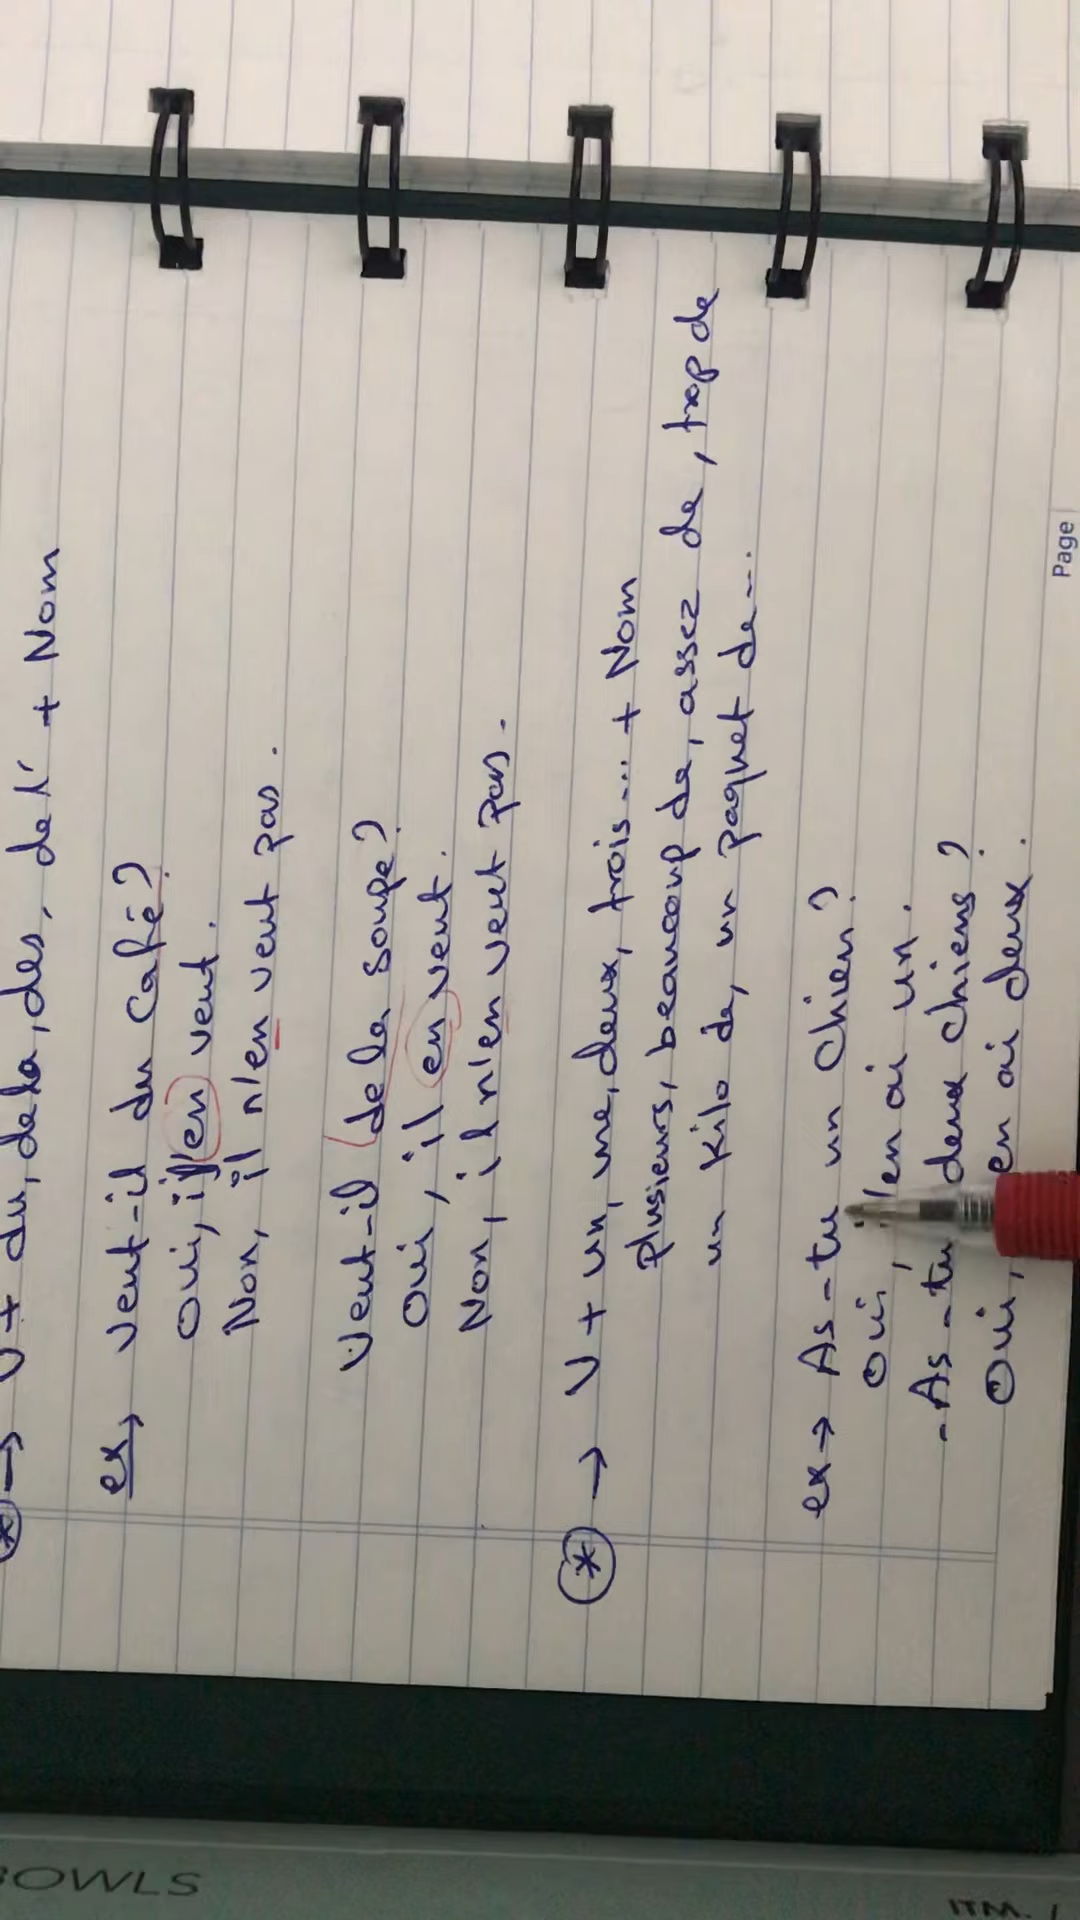 * → V + du, de la, des, de l' + Nom
ex → Veut-il du café?
Oui, il en veut.
Non, il n'en veut pas.
Veut-il de la soupe?
Oui, il en veut.
Non, il n'en veut pas.
* → V + un, une, deux, trois... + Nom
plusieurs, beaucoup de, assez de, trop de
un kilo de, un paquet de...
ex → As-tu un chien?
Oui, j'en ai un.
- As-tu deux chiens?
Oui, en ai deux.
Page
BOWLS
ITM.